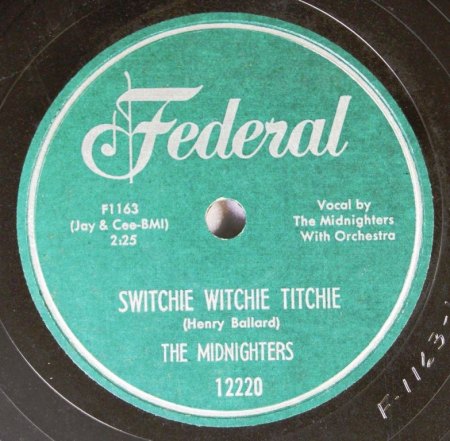 Federal
F1163
(Jay & Cee-BMI)
2:25
Vocal by
The Midnighters
With Orchestra
SWITCHIE WITCHIE TITCHIE
(Henry Ballard)
THE MIDNIGHTERS
12220
F-1163-